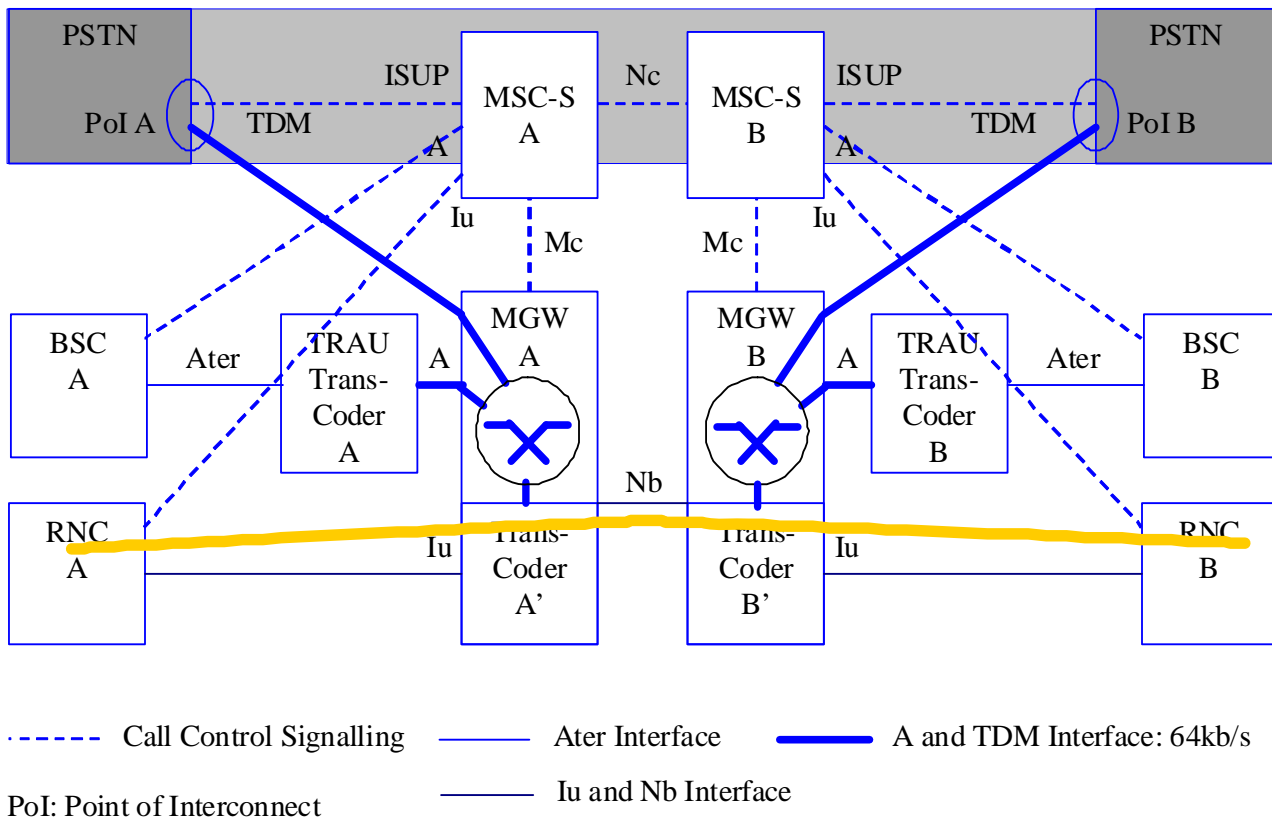 PSTN
PSTN
ISUP
Nc
ISUP
MSC-S
A
MSC-S
B
PoI A
TDM
TDM
PoI B
A
A
Iu
Iu
Mc
Mc
BSC
A
Ater
TRAU
Trans-
Coder
A
A
MGW
A
MGW
B
A
TRAU
Trans-
Coder
B
Ater
BSC
B
Nb
RNC
A
Iu
Trans-
Coder
A’
Trans-
Coder
B’
Iu
RNC
B
Call Control Signalling
Ater Interface
A and TDM Interface: 64kb/s
PoI: Point of Interconnect
Iu and Nb Interface